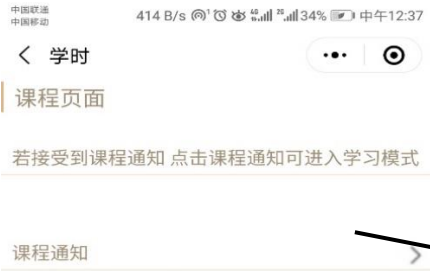 中国联通
中国移动
414 B/s 46 26 34% 中午12:37
学时
课程页面
若接受到课程通知 点击课程通知可进入学习模式
课程通知